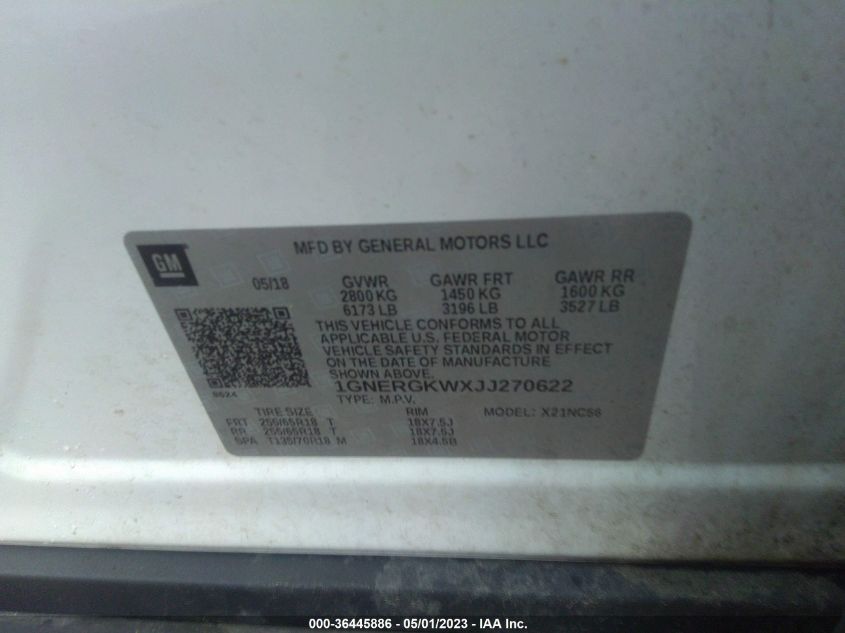 GM
MFD BY GENERAL MOTORS LLC
05/18 GVWR GAWR FRT GAWR RR
2800 KG 1450 KG 1600 KG
6173 LB 3196 LB 3527 LB
THIS VEHICLE CONFORMS TO ALL
APPLICABLE U.S. FEDERAL MOTOR
VEHICLE SAFETY STANDARDS IN EFFECT
ON THE DATE OF MANUFACTURE
SHOWN ABOVE.
8624 1GNERGKWXJJ270622
TYPE: M.P.V.
TIRE SIZE RIM MODEL: X21NC56
FRT 255/65R18 T 18X7.5J
RR 255/65R18 T 18X7.5J
SPA T135/70R18 M 18X4.5B
000-36445886 - 05/01/2023 - IAA Inc.